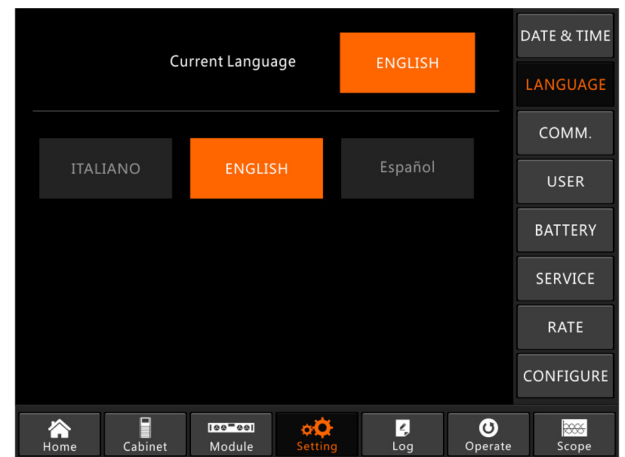 Current Language
ENGLISH
ITALIANO
ENGLISH
Español
DATE & TIME
LANGUAGE
COMM.
USER
BATTERY
SERVICE
RATE
CONFIGURE
Home
Cabinet
Module
Setting
Log
Operate
Scope